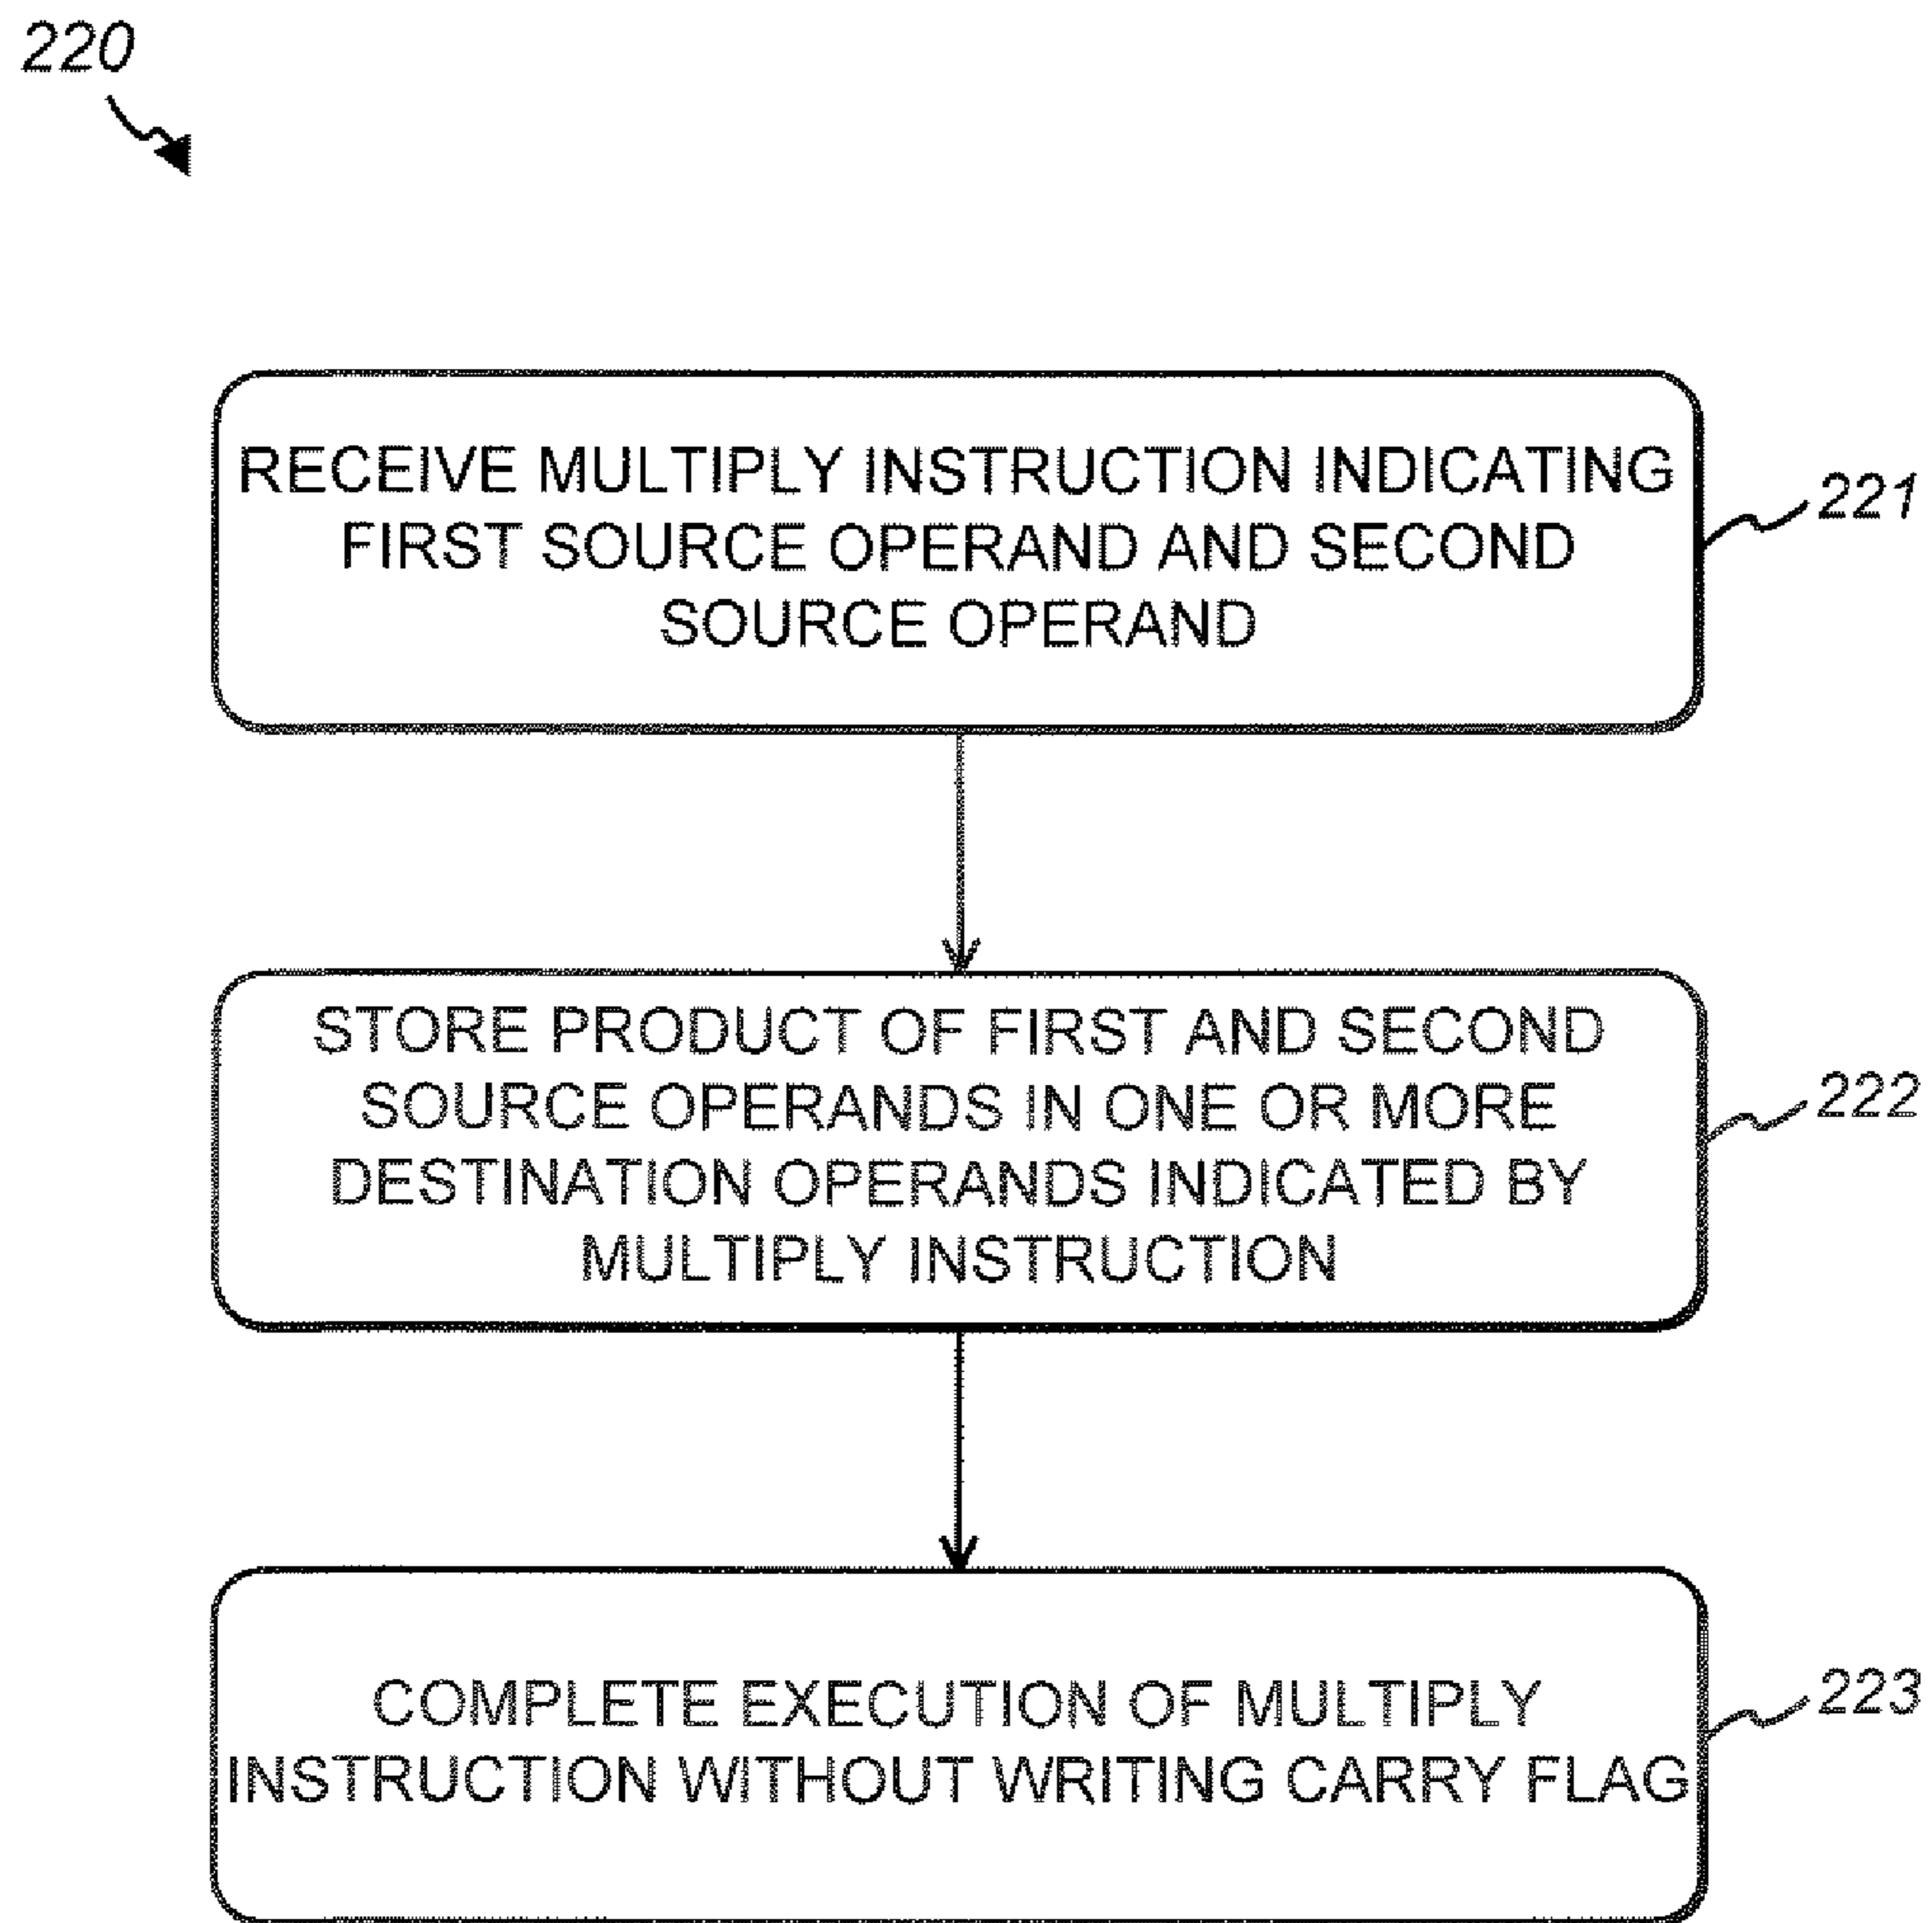 220
RECEIVE MULTIPLY INSTRUCTION INDICATING
FIRST SOURCE OPERAND AND SECOND
SOURCE OPERAND
221
STORE PRODUCT OF FIRST AND SECOND
SOURCE OPERANDS IN ONE OR MORE
DESTINATION OPERANDS INDICATED BY
MULTIPLY INSTRUCTION
222
COMPLETE EXECUTION OF MULTIPLY
INSTRUCTION WITHOUT WRITING CARRY FLAG
223